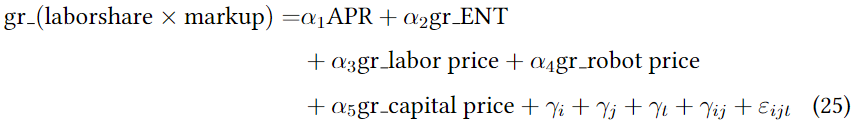 gr_(laborshare × markup) =α₁APR + α₂gr_ENT
+ α₃gr_labor price + α₄gr_robot price
+ α₅gr_capital price + γᵢ + γⱼ + γₜ + γᵢⱼ + εᵢⱼₜ (25)